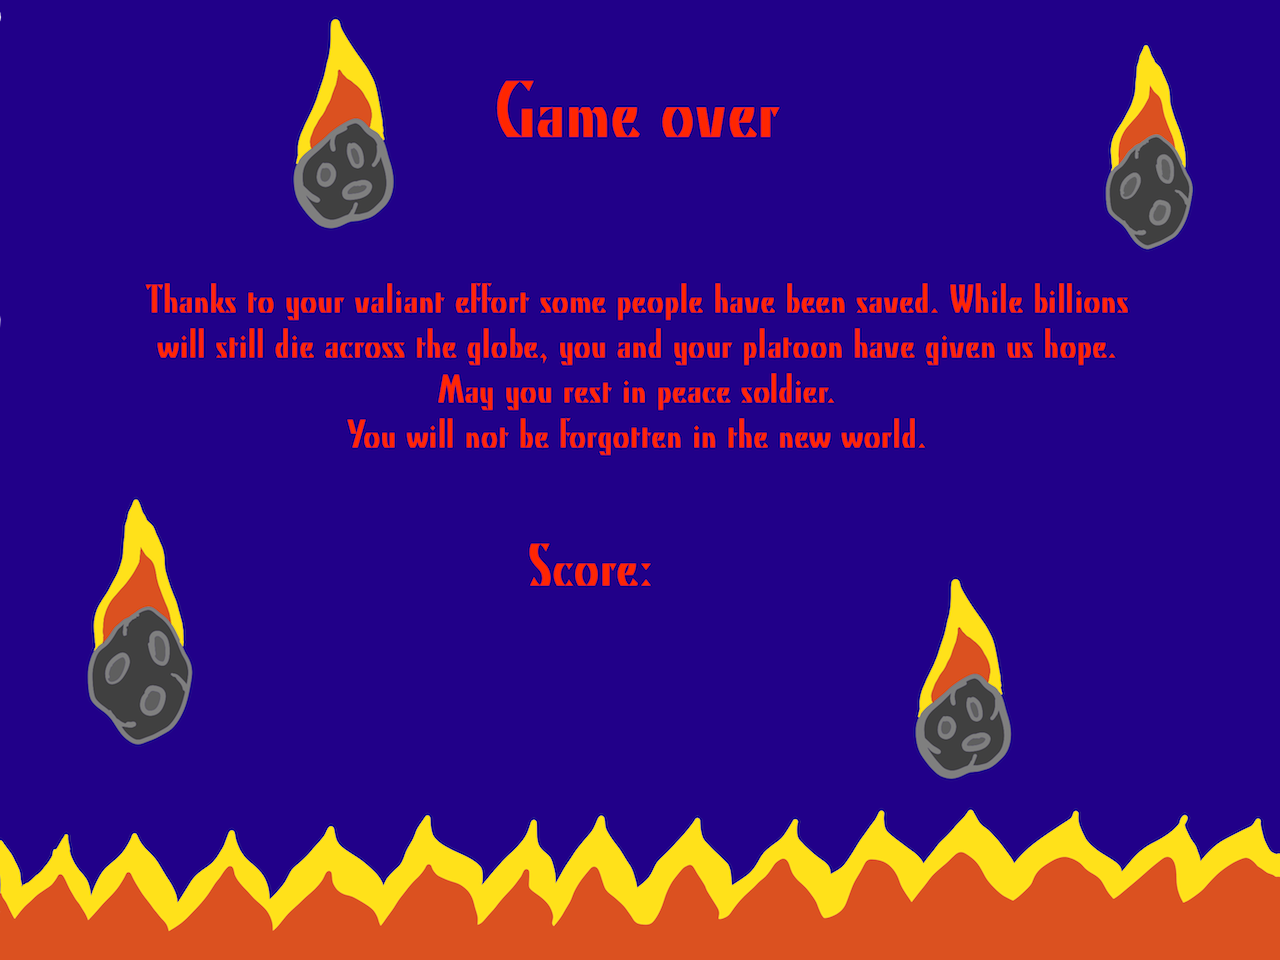 Game over
Thanks to your valiant effort some people have been saved. While billions
will still die across the globe, you and your platoon have given us hope.
May you rest in peace soldier.
You will not be forgotten in the new world.
Score: